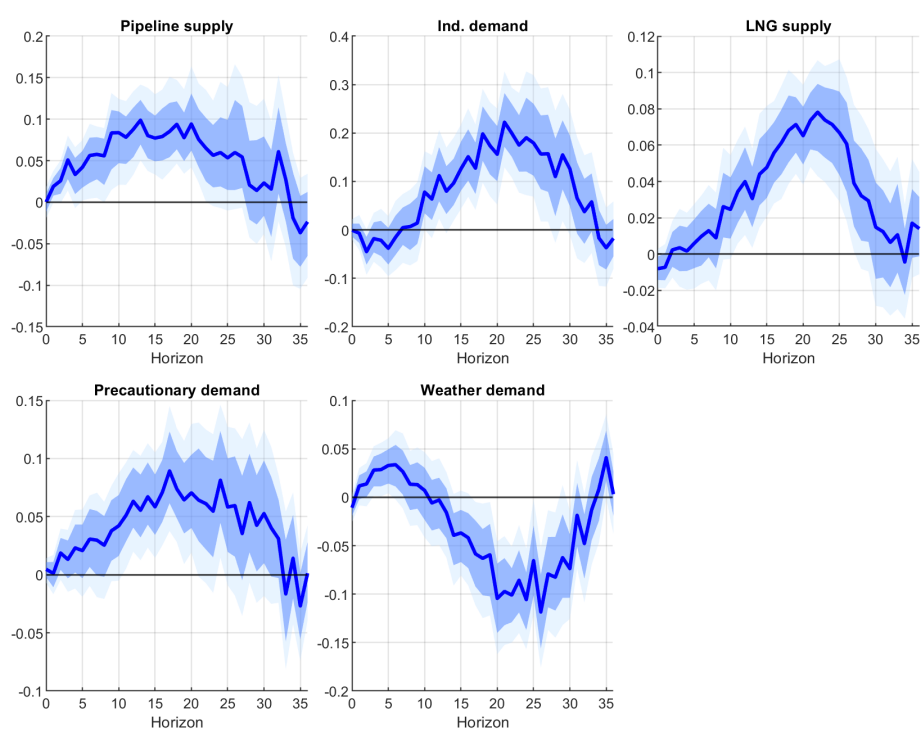 Pipeline supply
0.2
0.15
0.1
0.05
0
-0.05
-0.1
-0.15
0 5 10 15 20 25 30 35
Horizon
Ind. demand
0.4
0.3
0.2
0.1
0
-0.1
-0.2
0 5 10 15 20 25 30 35
Horizon
LNG supply
0.12
0.1
0.08
0.06
0.04
0.02
0
-0.02
-0.04
0 5 10 15 20 25 30 35
Horizon
Precautionary demand
0.15
0.1
0.05
0
-0.05
-0.1
0 5 10 15 20 25 30 35
Horizon
Weather demand
0.1
0.05
0
-0.05
-0.1
-0.15
-0.2
0 5 10 15 20 25 30 35
Horizon